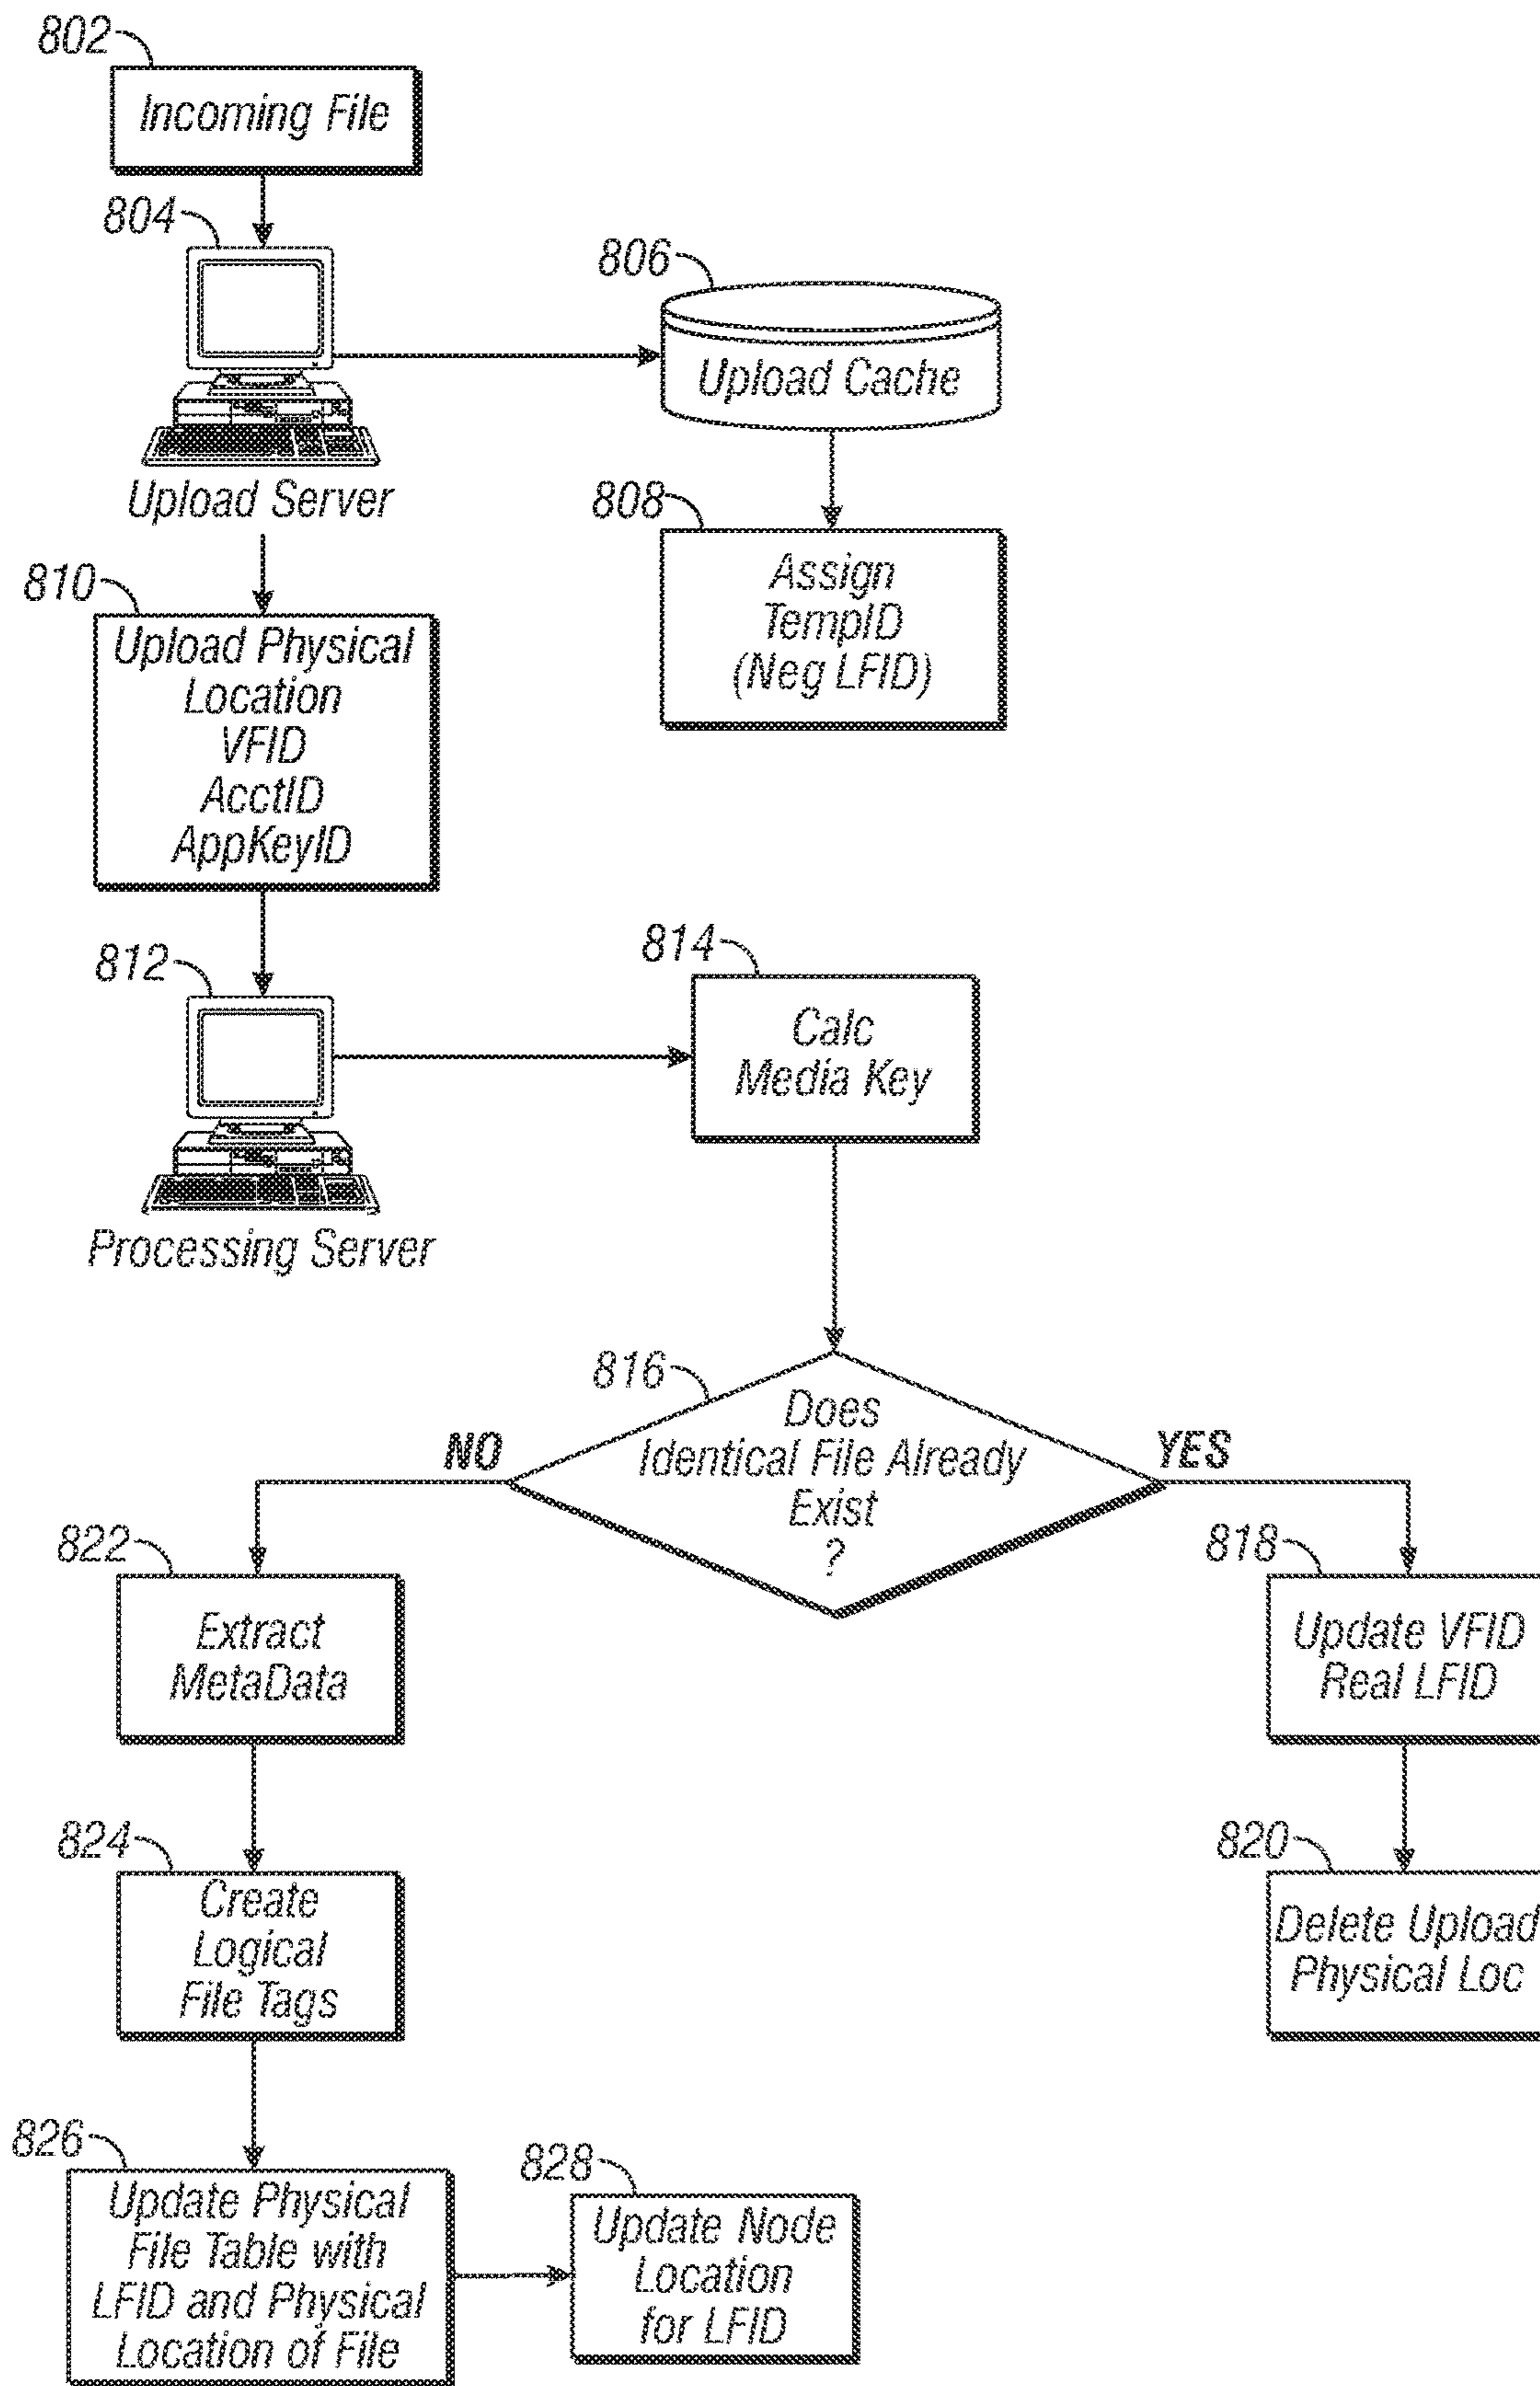 802
Incoming File
804
Upload Server
806
Upload Cache
808
Assign
TempID
(Neg LFID)
810
Upload Physical
Location
VFID
AcctID
AppKeyID
812
Processing Server
814
Calc
Media Key
816
Does
Identical File Already
Exist
?
NO
YES
822
Extract
MetaData
818
Update VFID
Real LFID
824
Create
Logical
File Tags
820
Delete Upload
Physical Loc
826
Update Physical
File Table with
LFID and Physical
Location of File
828
Update Node
Location
for LFID